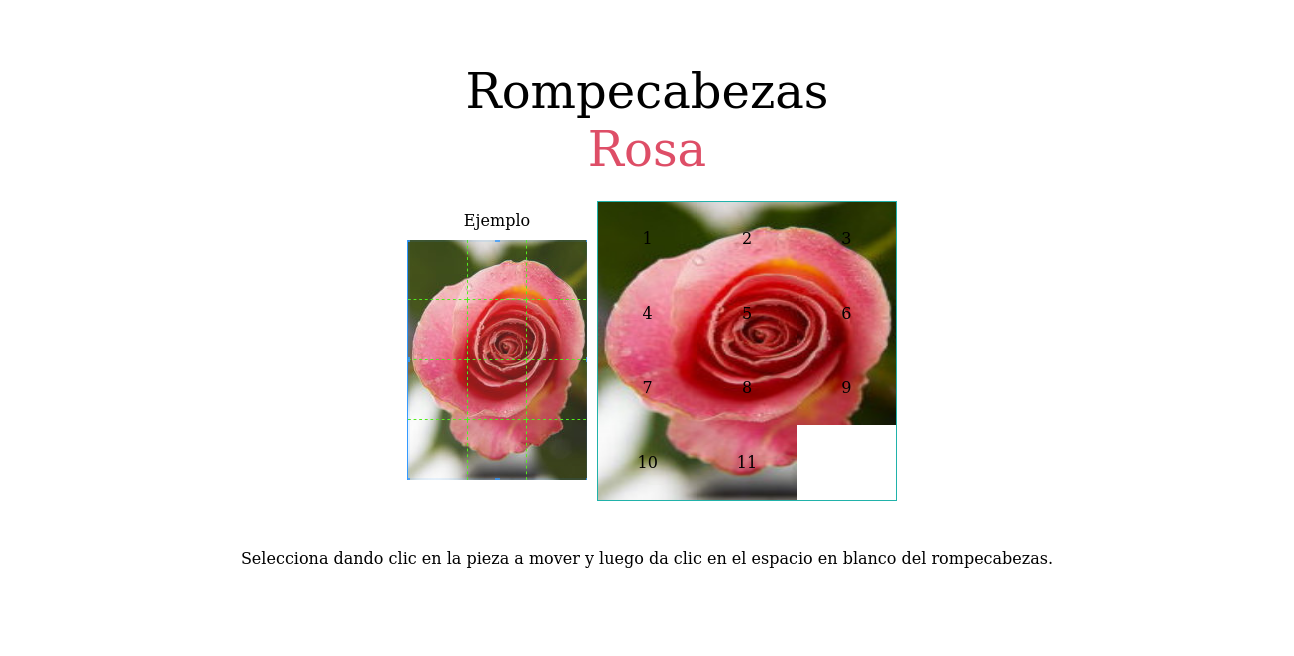 Rompecabezas
Rosa
Ejemplo
1 2 3
4 5 6
7 8 9
10 11
Selecciona dando clic en la pieza a mover y luego da clic en el espacio en blanco del rompecabezas.